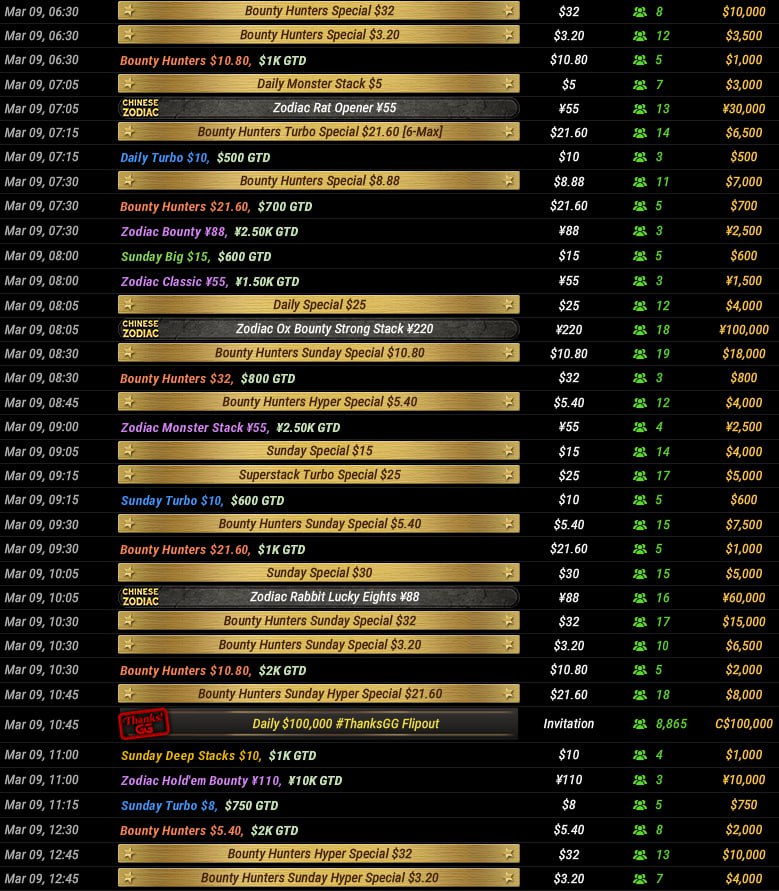 Mar 09, 06:30 Bounty Hunters Special $32 $32 8 $10,000
Mar 09, 06:30 Bounty Hunters Special $3.20 $3.20 12 $3,500
Mar 09, 06:30 Bounty Hunters $10.80, $1K GTD $10.80 5 $1,000
Mar 09, 07:05 Daily Monster Stack $5 $5 7 $3,000
Mar 09, 07:05 CHINESE ZODIAC Zodiac Rat Opener ¥55 ¥55 13 ¥30,000
Mar 09, 07:15 Bounty Hunters Turbo Special $21.60 [6-Max] $21.60 14 $6,500
Mar 09, 07:15 Daily Turbo $10, $500 GTD $10 3 $500
Mar 09, 07:30 Bounty Hunters Special $8.88 $8.88 11 $7,000
Mar 09, 07:30 Bounty Hunters $21.60, $700 GTD $21.60 5 $700
Mar 09, 07:30 Zodiac Bounty ¥88, ¥2.50K GTD ¥88 3 ¥2,500
Mar 09, 08:00 Sunday Big $15, $600 GTD $15 5 $600
Mar 09, 08:00 Zodiac Classic ¥55, ¥1.50K GTD ¥55 3 ¥1,500
Mar 09, 08:05 Daily Special $25 $25 12 $4,000
Mar 09, 08:05 CHINESE ZODIAC Zodiac Ox Bounty Strong Stack ¥220 ¥220 18 ¥100,000
Mar 09, 08:30 Bounty Hunters Sunday Special $10.80 $10.80 19 $18,000
Mar 09, 08:30 Bounty Hunters $32, $800 GTD $32 3 $800
Mar 09, 08:45 Bounty Hunters Hyper Special $5.40 $5.40 12 $4,000
Mar 09, 09:00 Zodiac Monster Stack ¥55, ¥2.50K GTD ¥55 4 ¥2,500
Mar 09, 09:05 Sunday Special $15 $15 14 $4,000
Mar 09, 09:15 Superstack Turbo Special $25 $25 17 $5,000
Mar 09, 09:15 Sunday Turbo $10, $600 GTD $10 5 $600
Mar 09, 09:30 Bounty Hunters Sunday Special $5.40 $5.40 15 $7,500
Mar 09, 09:30 Bounty Hunters $21.60, $1K GTD $21.60 5 $1,000
Mar 09, 10:05 Sunday Special $30 $30 15 $5,000
Mar 09, 10:05 CHINESE ZODIAC Zodiac Rabbit Lucky Eights ¥88 ¥88 16 ¥60,000
Mar 09, 10:30 Bounty Hunters Sunday Special $32 $32 17 $15,000
Mar 09, 10:30 Bounty Hunters Sunday Special $3.20 $3.20 10 $6,500
Mar 09, 10:30 Bounty Hunters $10.80, $2K GTD $10.80 5 $2,000
Mar 09, 10:45 Bounty Hunters Sunday Hyper Special $21.60 $21.60 18 $8,000
Mar 09, 10:45 Thanks! GG Daily $100,000 #ThanksGG Flipout Invitation 8,865 C$100,000
Mar 09, 11:00 Sunday Deep Stacks $10, $1K GTD $10 4 $1,000
Mar 09, 11:00 Zodiac Hold'em Bounty ¥110, ¥10K GTD ¥110 3 ¥10,000
Mar 09, 11:15 Sunday Turbo $8, $750 GTD $8 5 $750
Mar 09, 12:30 Bounty Hunters $5.40, $2K GTD $5.40 8 $2,000
Mar 09, 12:45 Bounty Hunters Hyper Special $32 $32 13 $10,000
Mar 09, 12:45 Bounty Hunters Sunday Hyper Special $3.20 $3.20 7 $4,000